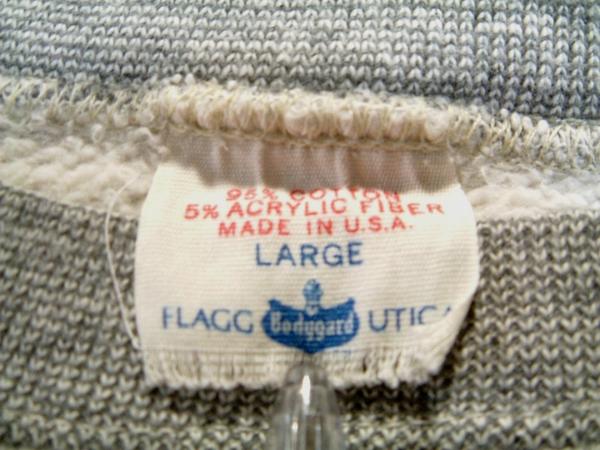 95% COTTON
5% ACRYLIC FIBER
MADE IN U.S.A.
LARGE
FLAGG Bodygard UTICA